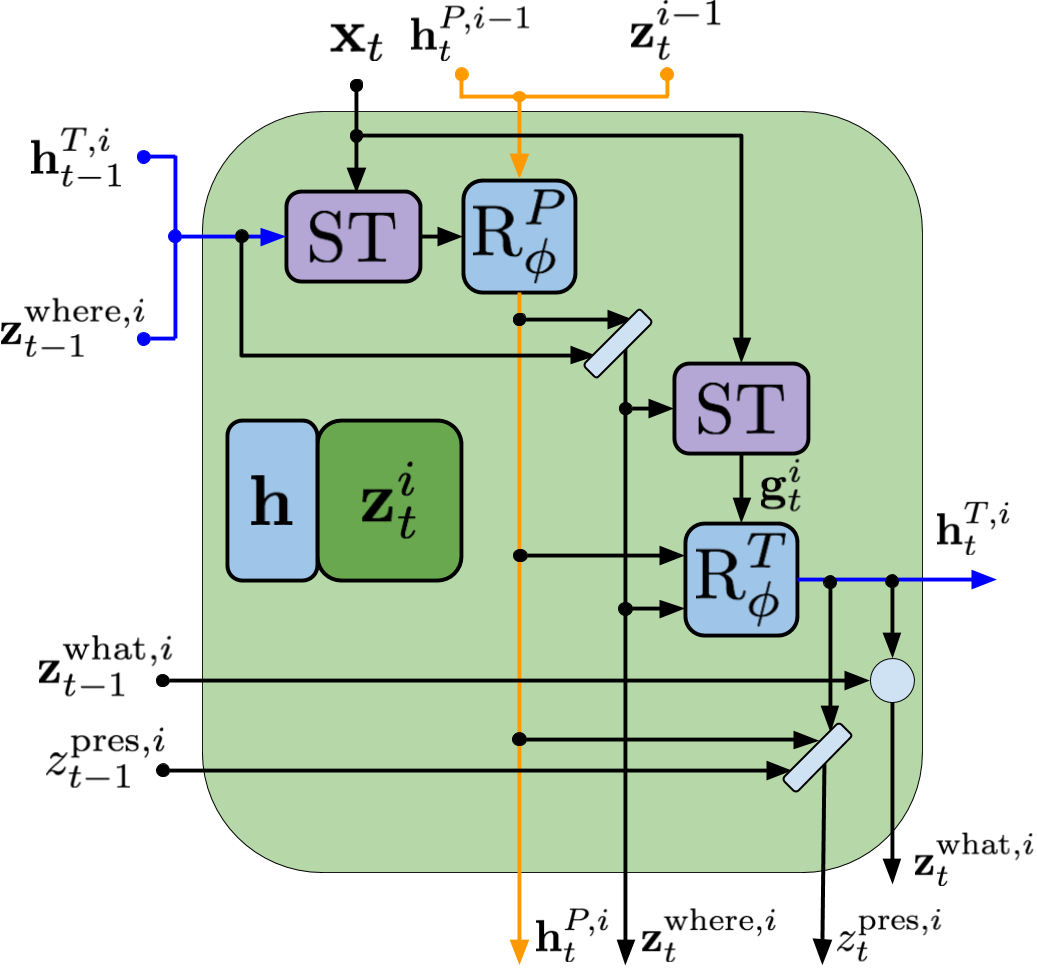 $\mathbf{x}_t$ $\mathbf{h}_t^{P,i-1}$ $\mathbf{z}_t^{i-1}$
$\mathbf{h}_{t-1}^{T,i}$
ST $\mathrm{R}_\phi^P$
$\mathbf{z}_{t-1}^{\text{where},i}$
ST
$\mathbf{h}$ $\mathbf{z}_t^i$ $\mathbf{g}_t^i$
$\mathbf{h}_t^{T,i}$
$\mathrm{R}_\phi^T$
$\mathbf{z}_{t-1}^{\text{what},i}$
$z_{t-1}^{\text{pres},i}$
$\mathbf{z}_t^{\text{what},i}$
$\mathbf{h}_t^{P,i}$ $\mathbf{z}_t^{\text{where},i}$ $z_t^{\text{pres},i}$